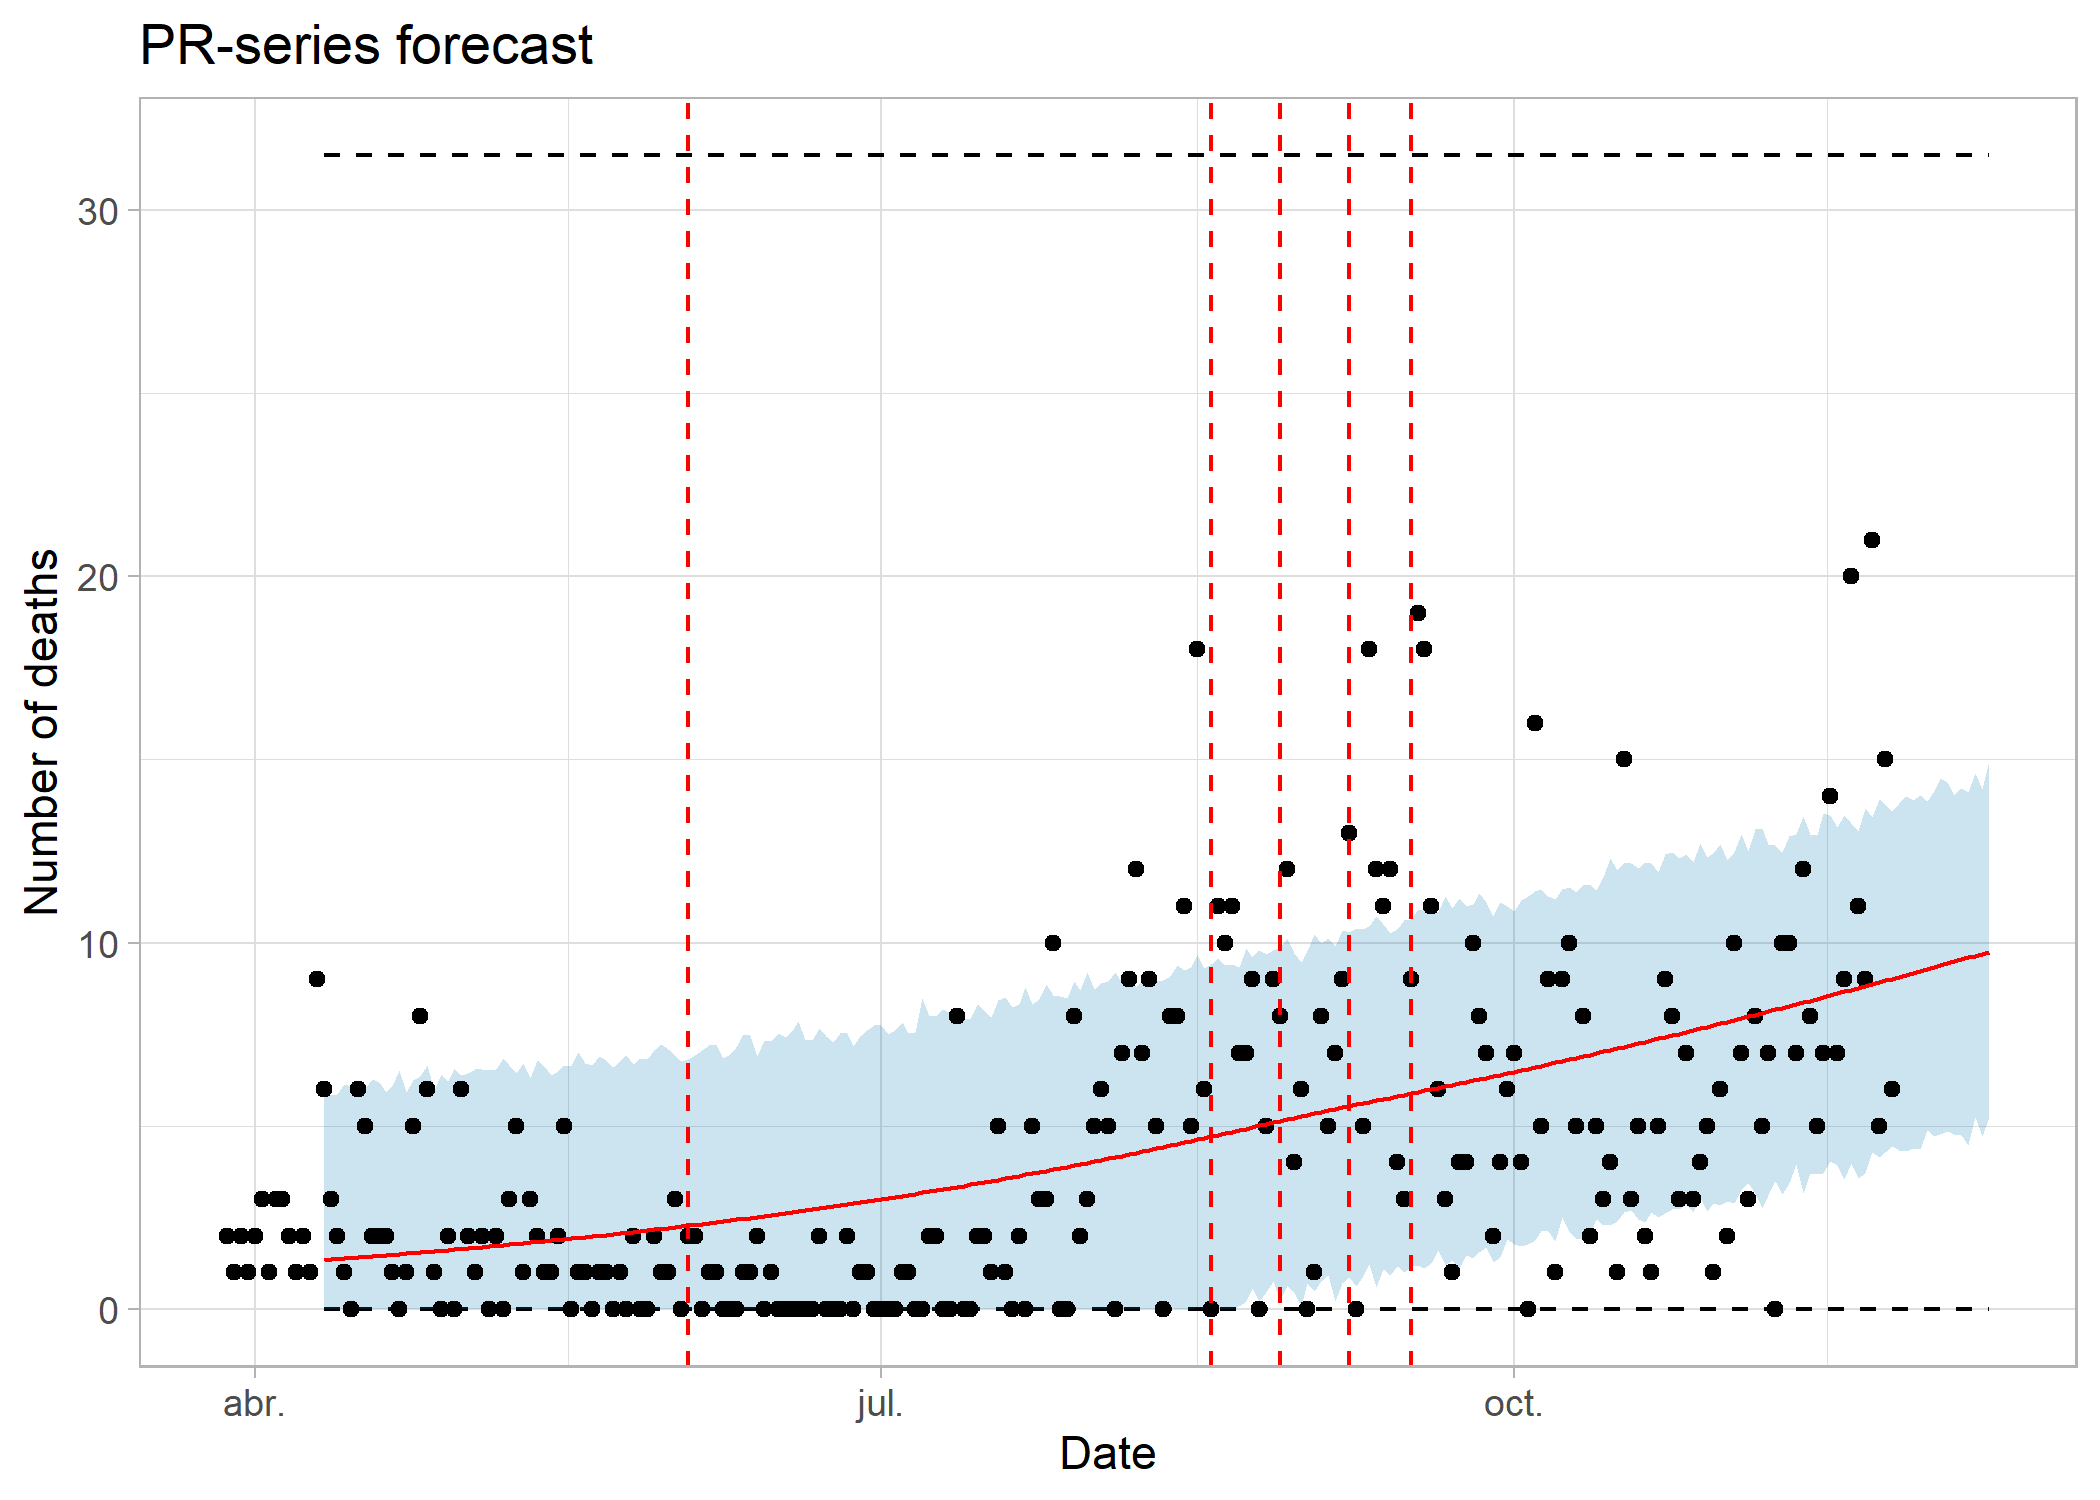 PR-series forecast
Number of deaths
30
20
10
0
abr.
jul.
oct.
Date